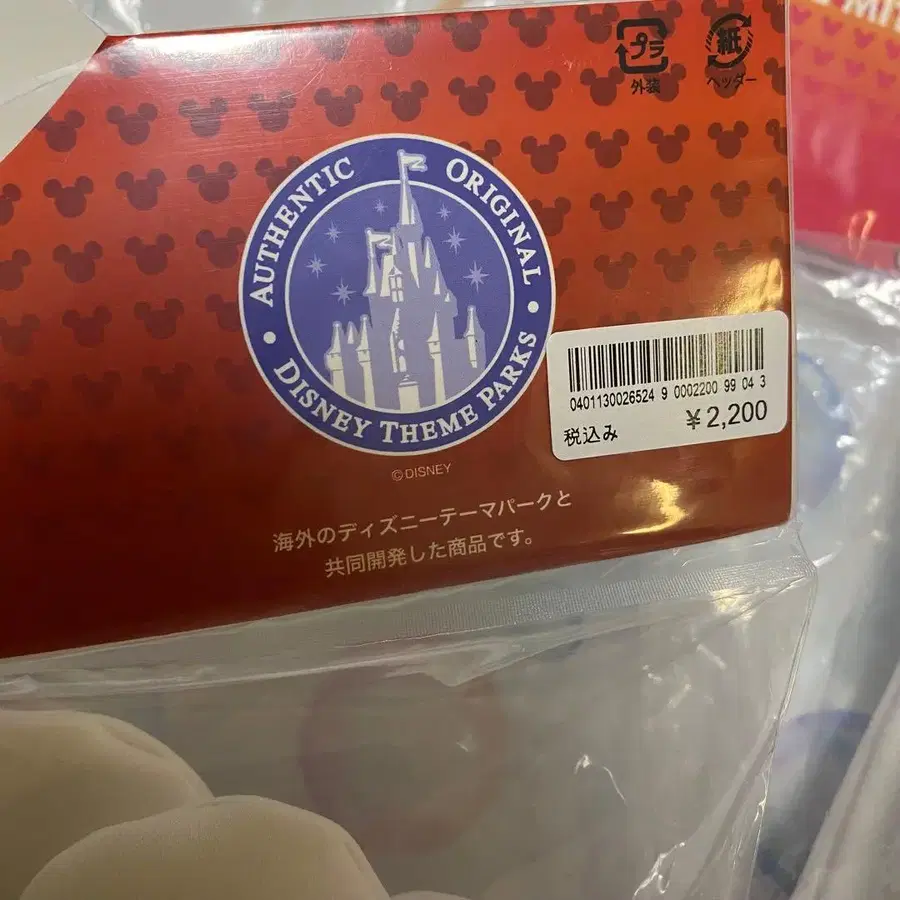 MI
プラ
外装
紙
ヘッダー
AUTHENTIC ORIGINAL
• DISNEY THEME PARKS •
0401130026524 9 0002200 99 04 3
税込み ¥2,200
©DISNEY
海外のディズニーテーマパークと
共同開発した商品です。